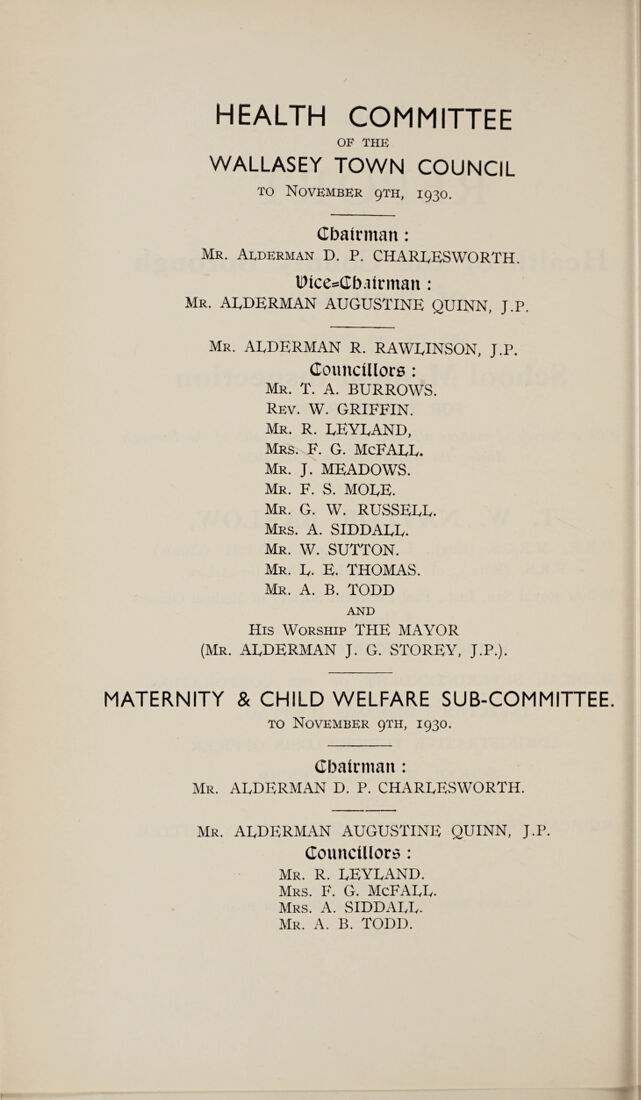 HEALTH COMMITTEE
OF THE
WALLASEY TOWN COUNCIL
TO NOVEMBER 9TH, 1930.
Chairman :
MR. ALDERMAN D. P. CHARLESWORTH.
Vice=Chairman :
MR. ALDERMAN AUGUSTINE QUINN, J.P.
MR. ALDERMAN R. RAWLINSON, J.P.
Councillors :
MR. T. A. BURROWS.
REV. W. GRIFFIN.
MR. R. LEYLAND,
MRS. F. G. McFALL.
MR. J. MEADOWS.
MR. F. S. MOLE.
MR. G. W. RUSSELL.
MRS. A. SIDDALL.
MR. W. SUTTON.
MR. L. E. THOMAS.
MR. A. B. TODD
AND
HIS WORSHIP THE MAYOR
(MR. ALDERMAN J. G. STOREY, J.P.).
MATERNITY & CHILD WELFARE SUB-COMMITTEE.
TO NOVEMBER 9TH, 1930.
Chairman :
MR. ALDERMAN D. P. CHARLESWORTH.
MR. ALDERMAN AUGUSTINE QUINN, J.P.
Councillors :
MR. R. LEYLAND.
MRS. F. G. McFALL.
MRS. A. SIDDALL.
MR. A. B. TODD.